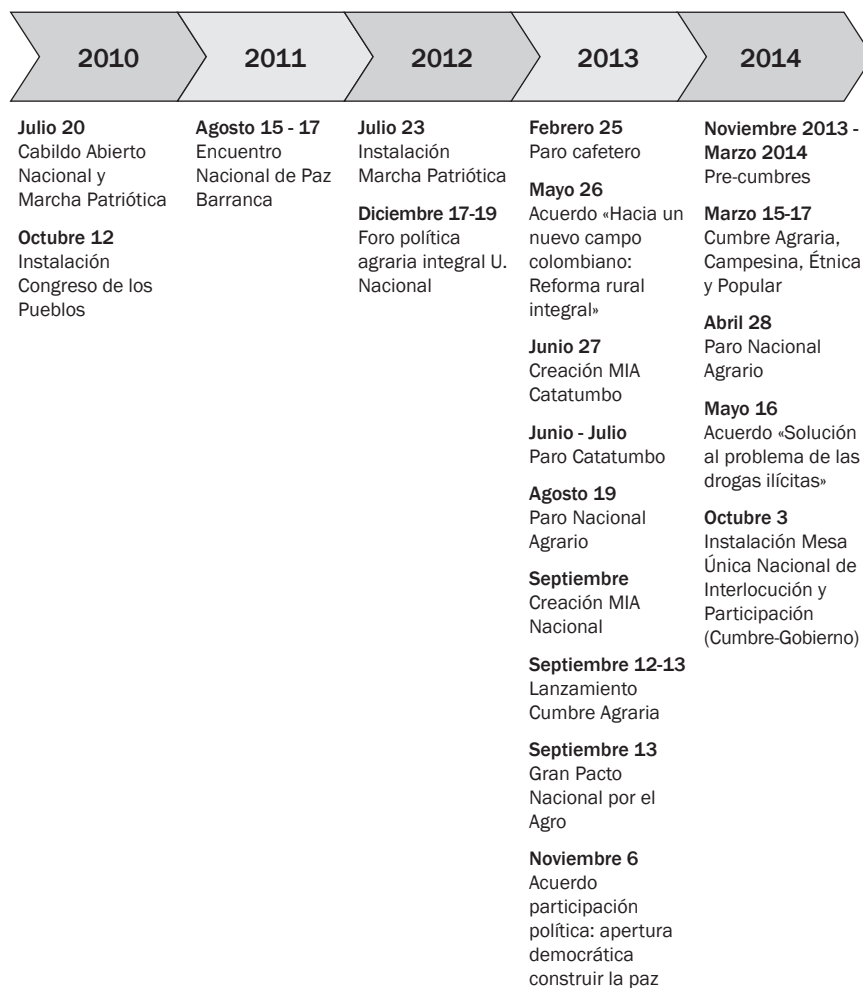 2010
2011
2012
2013
2014
Julio 20
Cabildo Abierto
Nacional y
Marcha Patriótica
Octubre 12
Instalación
Congreso de los
Pueblos
Agosto 15 - 17
Encuentro
Nacional de Paz
Barranca
Julio 23
Instalación
Marcha Patriótica
Diciembre 17-19
Foro política
agraria integral U.
Nacional
Febrero 25
Paro cafetero
Mayo 26
Acuerdo «Hacia un
nuevo campo
colombiano:
Reforma rural
integral»
Junio 27
Creación MIA
Catatumbo
Junio - Julio
Paro Catatumbo
Agosto 19
Paro Nacional
Agrario
Septiembre
Creación MIA
Nacional
Septiembre 12-13
Lanzamiento
Cumbre Agraria
Septiembre 13
Gran Pacto
Nacional por el
Agro
Noviembre 6
Acuerdo
participación
política: apertura
democrática
construir la paz
Noviembre 2013 -
Marzo 2014
Pre-cumbres
Marzo 15-17
Cumbre Agraria,
Campesina, Étnica
y Popular
Abril 28
Paro Nacional
Agrario
Mayo 16
Acuerdo «Solución
al problema de las
drogas ilícitas»
Octubre 3
Instalación Mesa
Única Nacional de
Interlocución y
Participación
(Cumbre-Gobierno)